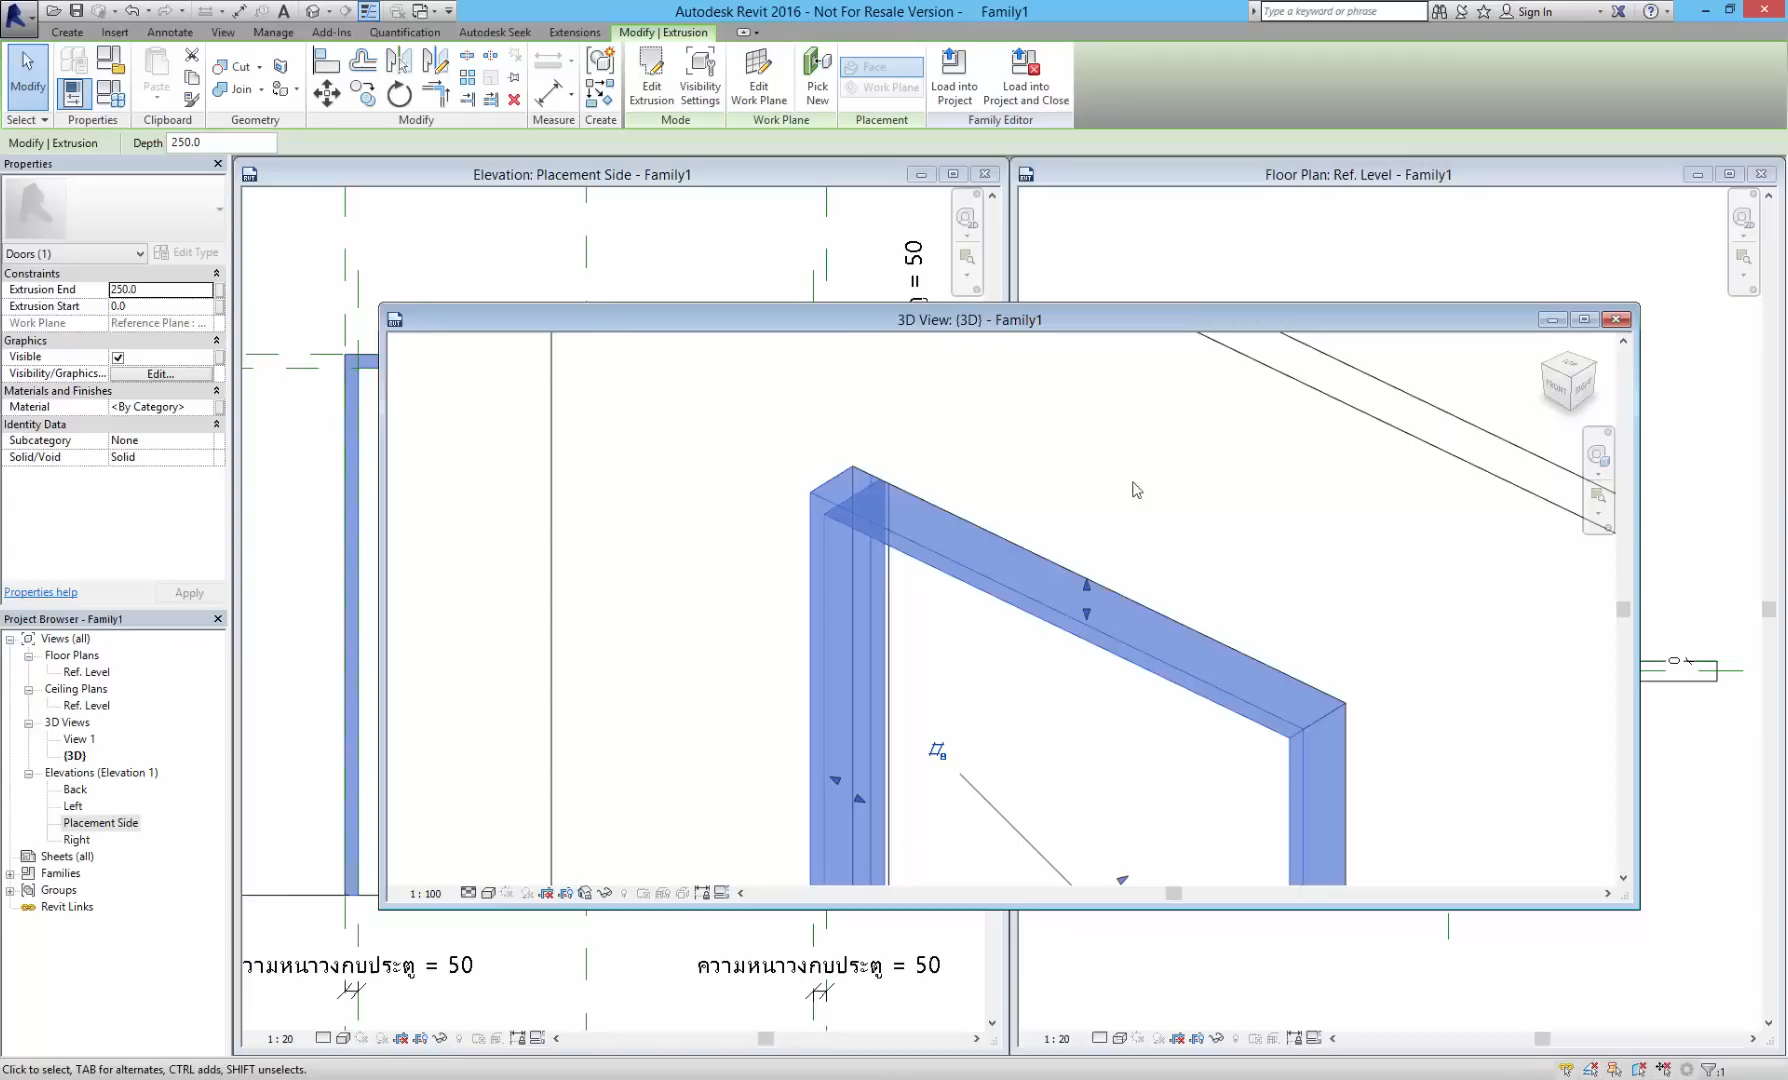 Autodesk Revit 2016 - Not For Resale Version - Family1
Type a keyword or phrase
Sign In
Create Insert Annotate View Manage Add-Ins Quantification Autodesk Seek Extensions Modify | Extrusion
Modify
Paste
Cut
Join
Edit Extrusion
Visibility Settings
Edit Work Plane
Pick New
Face
Work Plane
Load into Project
Load into Project and Close
Select Properties Clipboard Geometry Modify Measure Create Mode Work Plane Placement Family Editor
Modify | Extrusion Depth 250.0
Properties
Doors (1) Edit Type
Constraints
Extrusion End 250.0
Extrusion Start 0.0
Work Plane Reference Plane : ...
Graphics
Visible
Visibility/Graphics... Edit...
Materials and Finishes
Material <By Category>
Identity Data
Subcategory None
Solid/Void Solid
Properties help Apply
Project Browser - Family1
Views (all)
Floor Plans
Ref. Level
Ceiling Plans
Ref. Level
3D Views
View 1
{3D}
Elevations (Elevation 1)
Back
Left
Placement Side
Right
Sheets (all)
Families
Groups
Revit Links
Elevation: Placement Side - Family1
= 50
วามหนาวงกบประตู = 50
ความหนาวงกบประตู = 50
1 : 20
Floor Plan: Ref. Level - Family1
1 : 20
3D View: {3D} - Family1
TOP
FRONT
RIGHT
1 : 100
Click to select, TAB for alternates, CTRL adds, SHIFT unselects.
:1